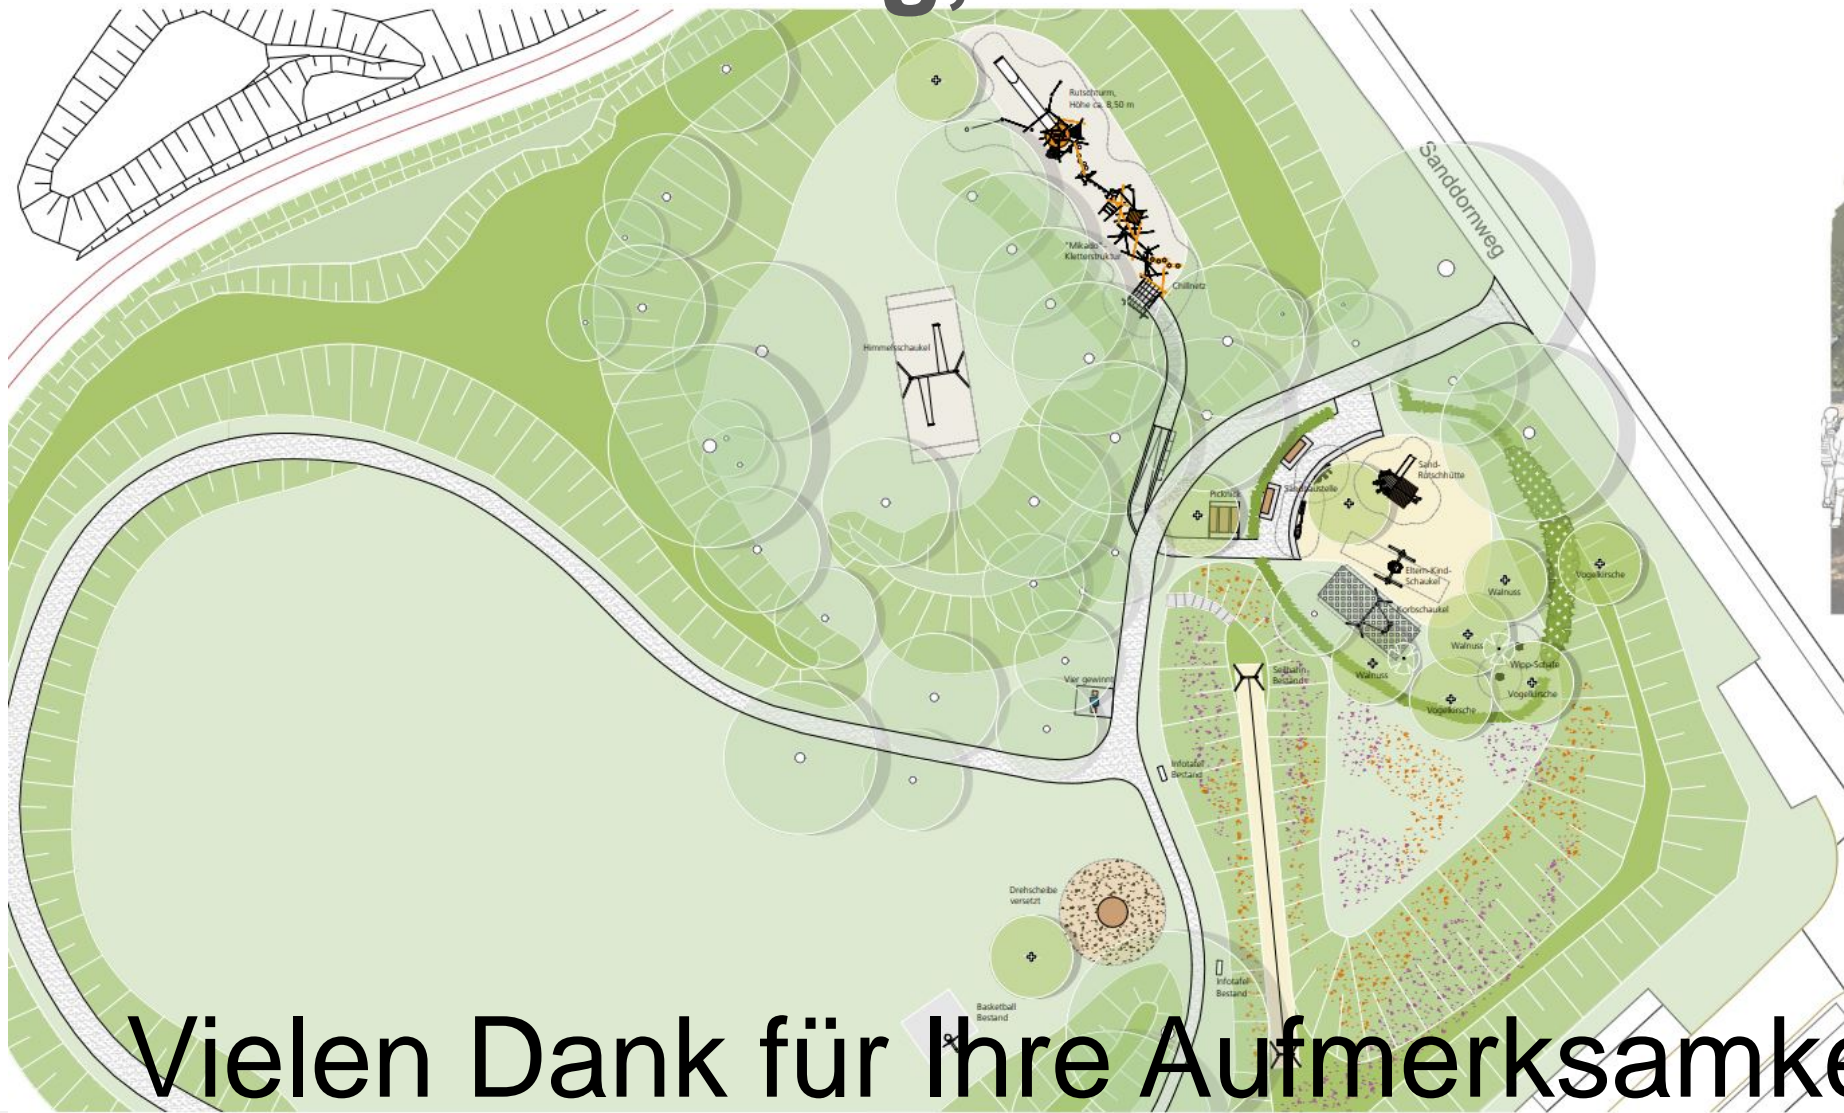 g,
Rutschturm,
Höhe ca. 8,50 m
Sanddornweg
"Mikado"-
Kletterstruktur
Chillnetz
Himmelsschaukel
Sand-
Rutschhütte
Sandbaustelle
Picknick
Eltern-Kind-
Schaukel
Korbschaukel
Walnuss
Vogelkirsche
Walnuss
Walnuss
Wipp-Schafe
Vogelkirsche
Vogelkirsche
Seilbahn
Bestand
Vier gewinnt
Infotafel
Bestand
Drehscheibe
versetzt
Infotafel
Bestand
Basketball
Bestand
Vielen Dank für Ihre Aufmerksamke